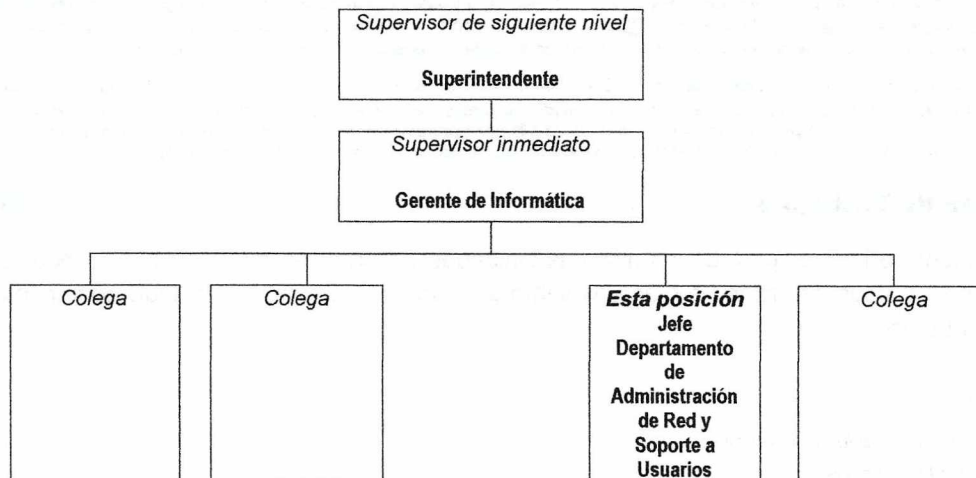 Supervisor de siguiente nivel
Superintendente
Supervisor inmediato
Gerente de Informática
Colega
Colega
Esta posición
Jefe
Departamento
de
Administración
de Red y
Soporte a
Usuarios
Colega